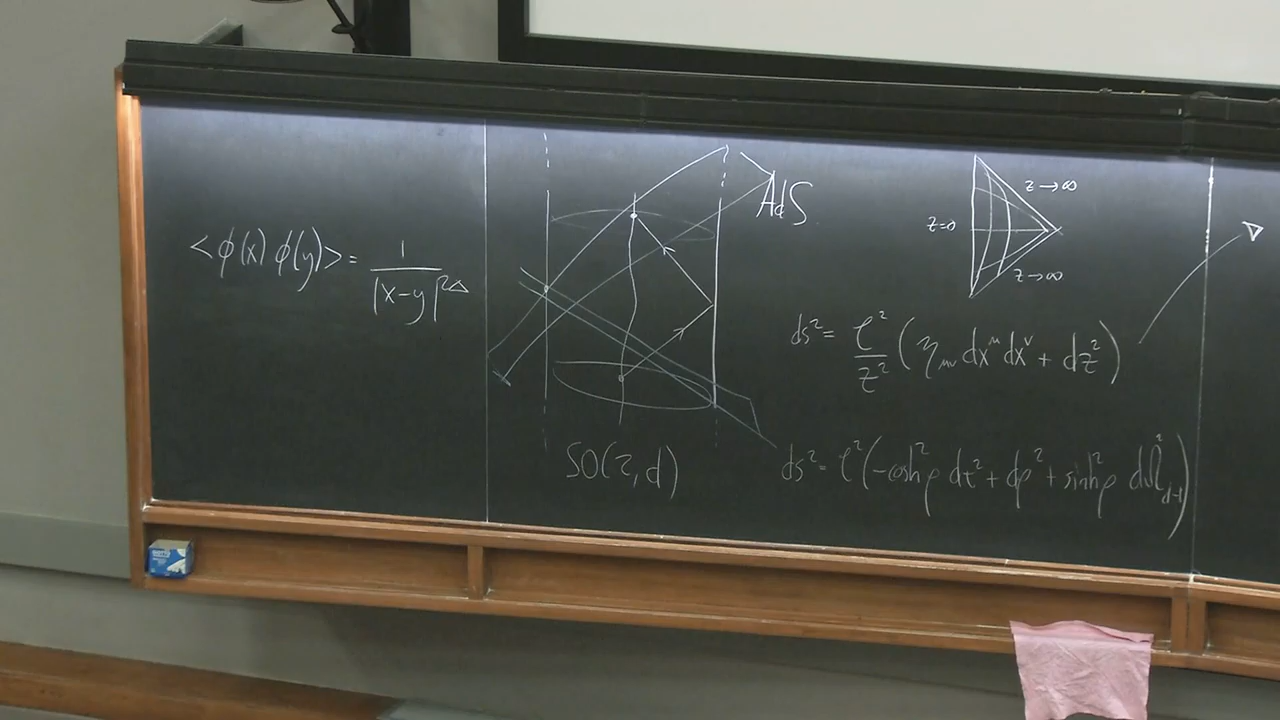 <ϕ(x) ϕ(y)> = 1/|x-y|^{2Δ}
AdS
SO(2,d)
z→∞
z=0
z→∞
ds² = ℓ²/z² (η_{μν} dx^μ dx^ν + dz²)
ds² = ℓ² (-cosh²ρ dt² + dρ² + sinh²ρ dΩ²_{d-1})